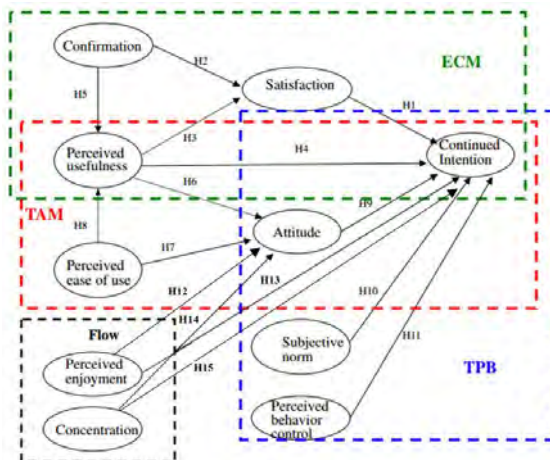 Confirmation
H2
ECM
H5
Satisfaction
H1
H3
Perceived
usefulness
H4
Continued
Intention
H6
TAM
H9
H8
Attitude
H7
Perceived
ease of use
H12
H13
H14
H10
Flow
Subjective
norm
H11
H15
TPB
Perceived
enjoyment
Concentration
Perceived
behavior
control